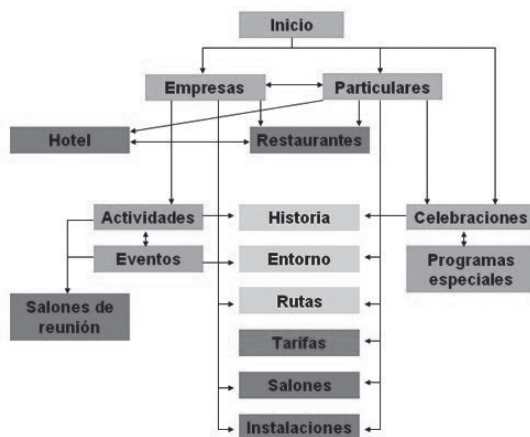 Inicio
Empresas
Particulares
Hotel
Restaurantes
Actividades
Historia
Celebraciones
Eventos
Entorno
Programas
especiales
Salones de
reunión
Rutas
Tarifas
Salones
Instalaciones